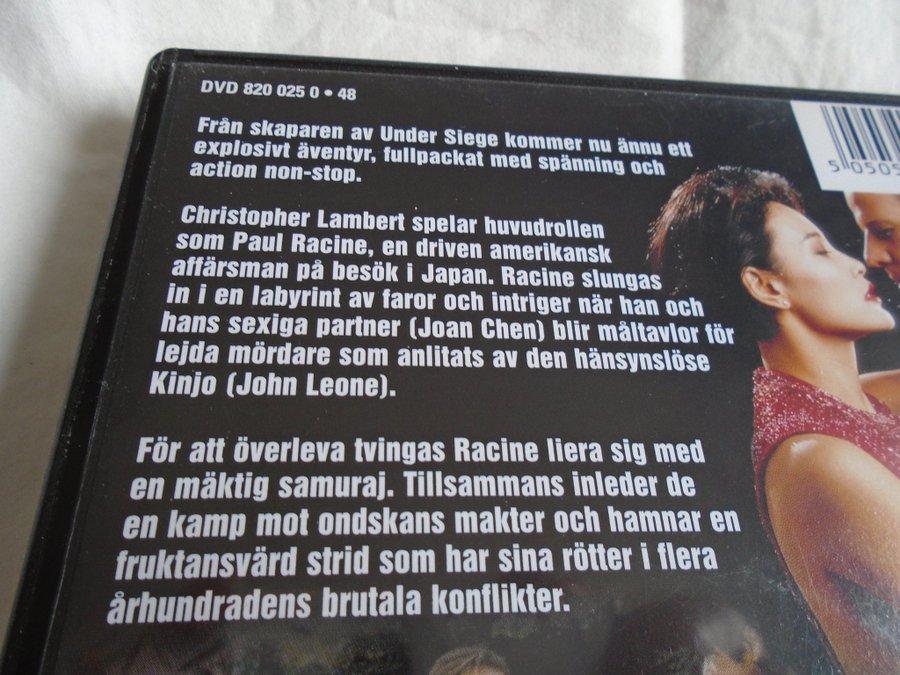 DVD 820 025 0 • 48
Från skaparen av Under Siege kommer nu ännu ett
explosivt äventyr, fullpackat med spänning och
action non-stop.
Christopher Lambert spelar huvudrollen
som Paul Racine, en driven amerikansk
affärsman på besök i Japan. Racine slungas
in i en labyrint av faror och intriger när han och
hans sexiga partner (Joan Chen) blir måltavlor för
lejda mördare som anlitats av den hänsynslöse
Kinjo (John Leone).
För att överleva tvingas Racine liera sig med
en mäktig samuraj. Tillsammans inleder de
en kamp mot ondskans makter och hamnar en
fruktansvärd strid som har sina rötter i flera
århundradens brutala konflikter.
5 0505